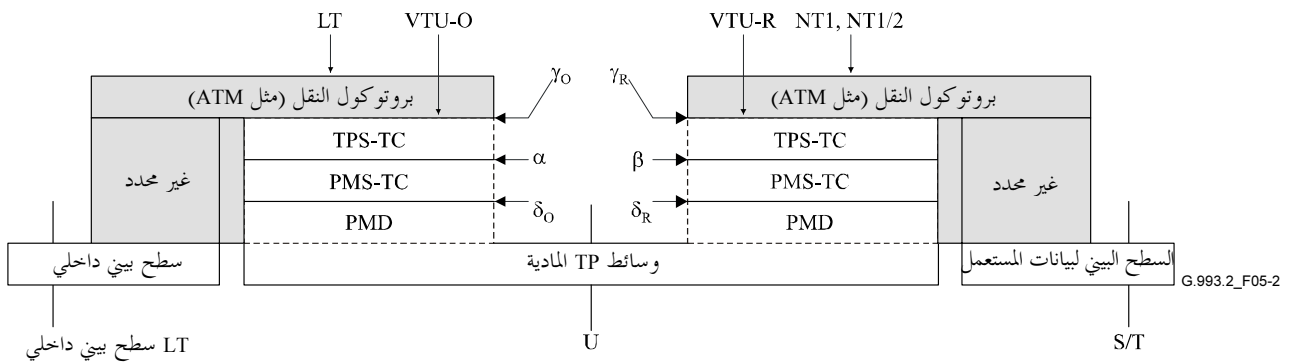 LT VTU-O VTU-R NT1, NT1/2
γO γR
بروتوكول النقل (مثل ATM) بروتوكول النقل (مثل ATM)
TPS-TC TPS-TC
α β
غير محدد PMS-TC PMS-TC غير محدد
δO δR
PMD PMD
سطح بيني داخلي وسائط TP المادية السطح البيني لبيانات المستعمل
G.993.2_F05-2
سطح بيني داخلي LT U S/T